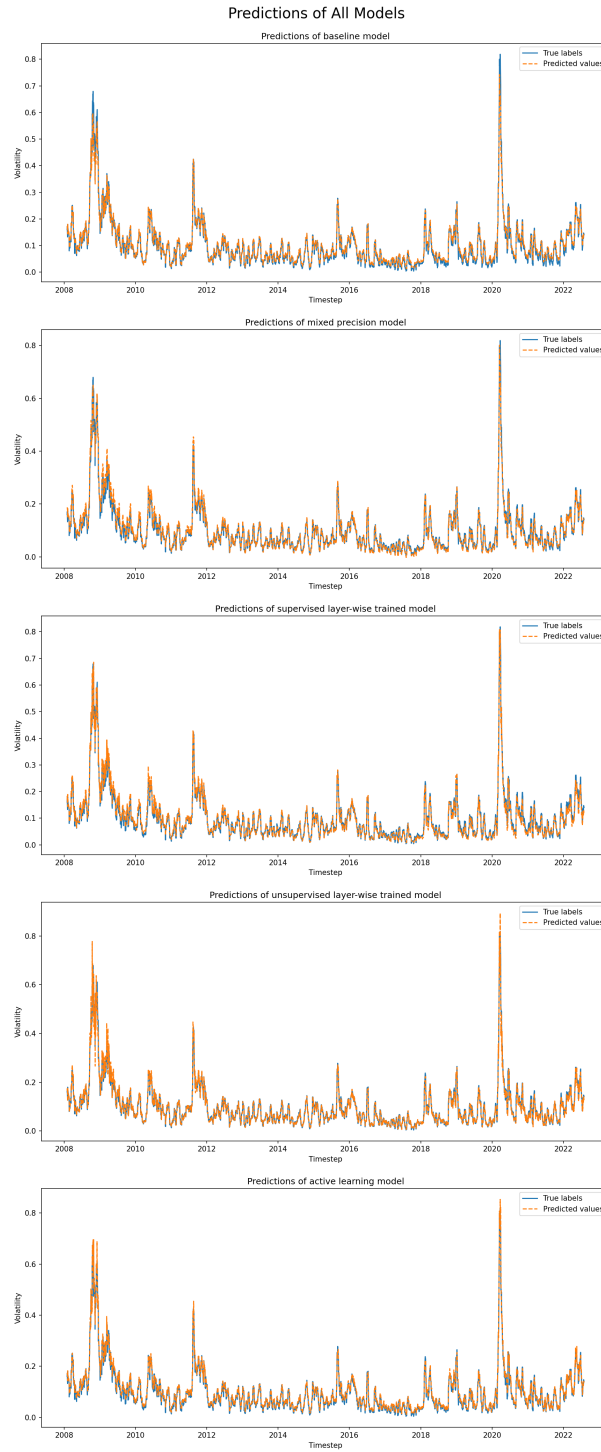 Predictions of All Models
Predictions of baseline model
True labels
Predicted values
0.8
0.7
0.6
0.5
0.4
0.3
0.2
0.1
0.0
Volatility
2008 2010 2012 2014 2016 2018 2020 2022
Timestep
Predictions of mixed precision model
True labels
Predicted values
0.8
0.6
0.4
0.2
0.0
Volatility
2008 2010 2012 2014 2016 2018 2020 2022
Timestep
Predictions of supervised layer-wise trained model
True labels
Predicted values
0.8
0.7
0.6
0.5
0.4
0.3
0.2
0.1
0.0
Volatility
2008 2010 2012 2014 2016 2018 2020 2022
Timestep
Predictions of unsupervised layer-wise trained model
True labels
Predicted values
0.8
0.6
0.4
0.2
0.0
Volatility
2008 2010 2012 2014 2016 2018 2020 2022
Timestep
Predictions of active learning model
True labels
Predicted values
0.8
0.6
0.4
0.2
0.0
Volatility
2008 2010 2012 2014 2016 2018 2020 2022
Timestep